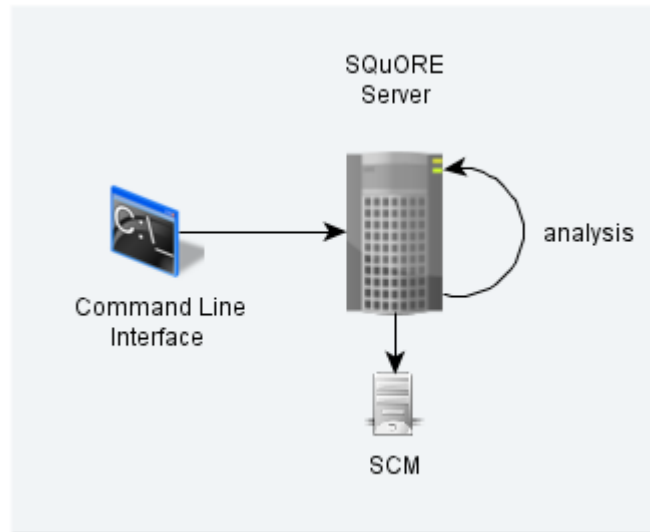 SQuORE
Server
C:\_
analysis
Command Line
Interface
SCM